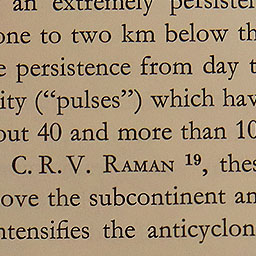 an extremely persisten
one to two km below th
e persistence from day t
ity (“pulses”) which hav
out 40 and more than 10
C. R. V. RAMAN 19, thes
ove the subcontinent an
ntensifies the anticyclon